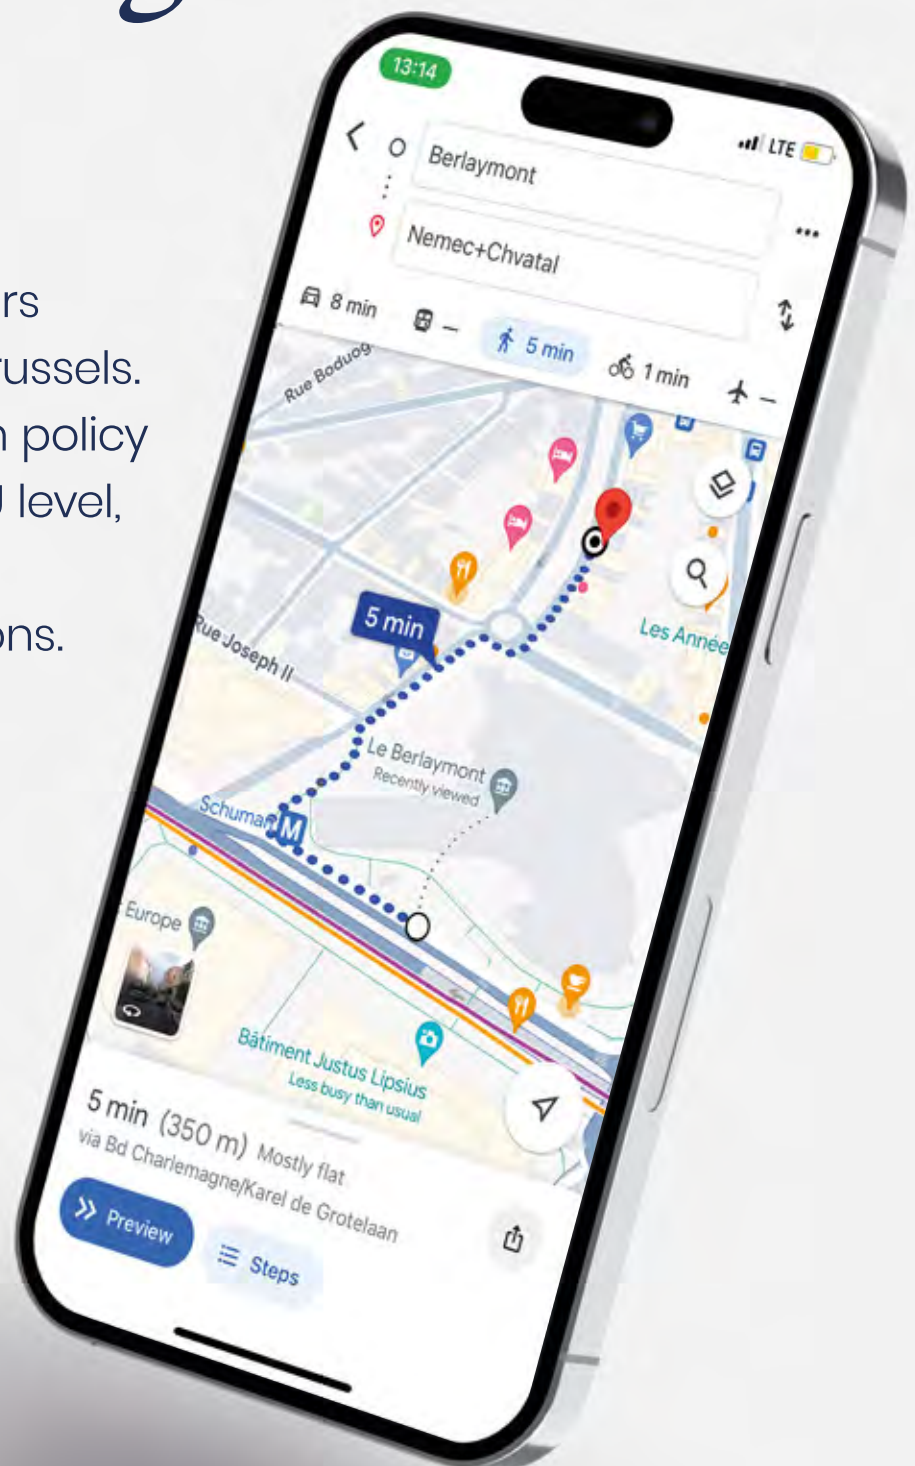 g
rs
russels.
n policy
level,
ons.
13:14
LTE
Berlaymont
Nemec+Chvatal
8 min
–
5 min
1 min
–
Rue Boduog
5 min
Rue Joseph II
Les Année
Le Berlaymont
Recently viewed
Schuman
M
Europe
Bâtiment Justus Lipsius
Less busy than usual
5 min (350 m) Mostly flat
via Bd Charlemagne/Karel de Grotelaan
Preview
Steps